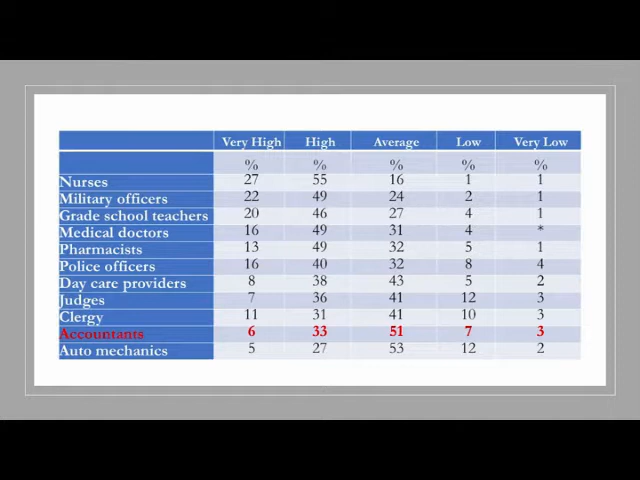 Very High High Average Low Very Low
% % % % %
Nurses 27 55 16 1 1
Military officers 22 49 24 2 1
Grade school teachers 20 46 27 4 1
Medical doctors 16 49 31 4 *
Pharmacists 13 49 32 5 1
Police officers 16 40 32 8 4
Day care providers 8 38 43 5 2
Judges 7 36 41 12 3
Clergy 11 31 41 10 3
Accountants 6 33 51 7 3
Auto mechanics 5 27 53 12 2